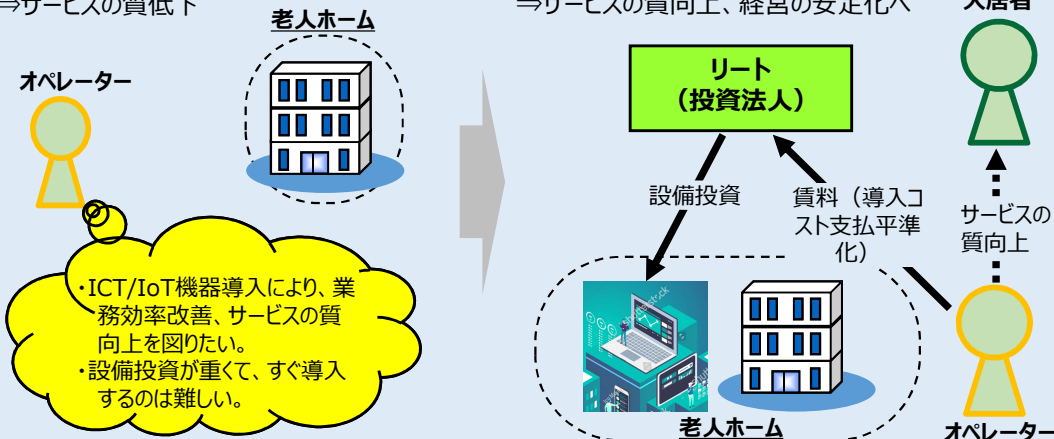 ⇒サービスの質低下
⇒サービスの質向上、経営の安定化へ
入居者
老人ホーム
オペレーター
リート
（投資法人）
設備投資
賃料（導入コ
スト支払平準
化）
サービスの
質向上
・ICT/IoT機器導入により、業
務効率改善、サービスの質
向上を図りたい。
・設備投資が重くて、すぐ導入
するのは難しい。
老人ホーム
オペレーター